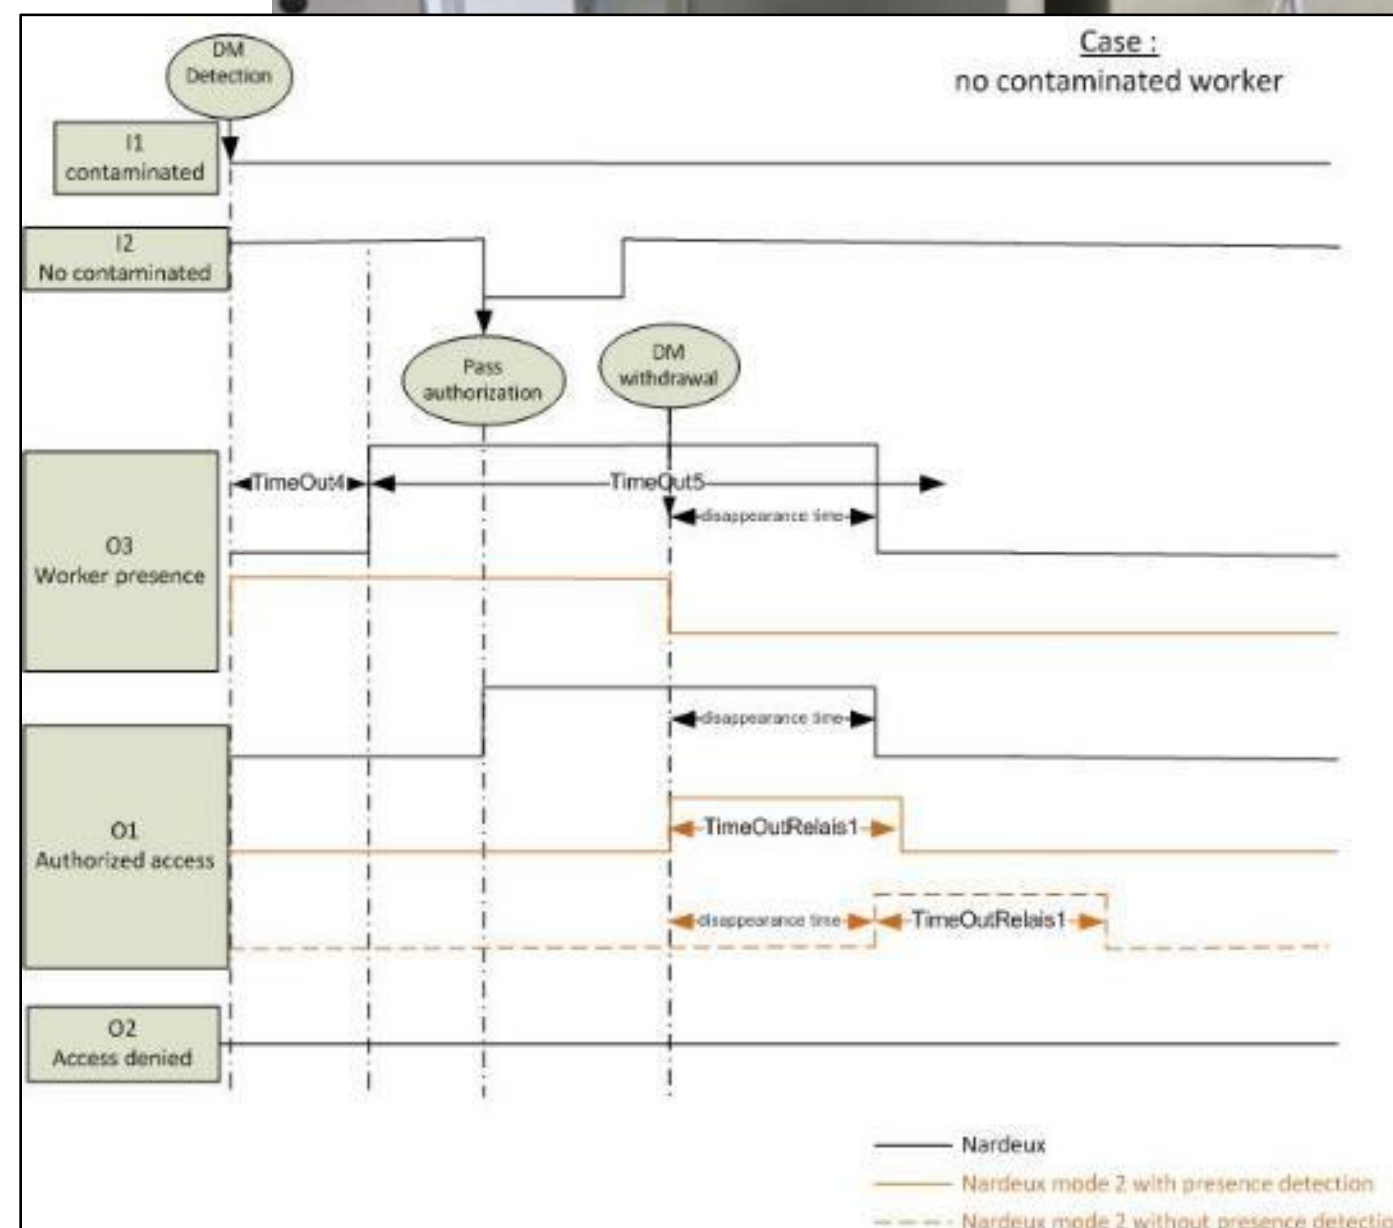 Case :
no contaminated worker
DM
Detection
I1
contaminated
I2
No contaminated
Pass
authorization
DM
withdrawal
TimeOut4
TimeOut5
disappearance time
O3
Worker presence
disappearance time
O1
Authorized access
TimeOutRelais1
disappearance time
TimeOutRelais1
O2
Access denied
Nardeux
Nardeux mode 2 with presence detection
Nardeux mode 2 without presence detectio